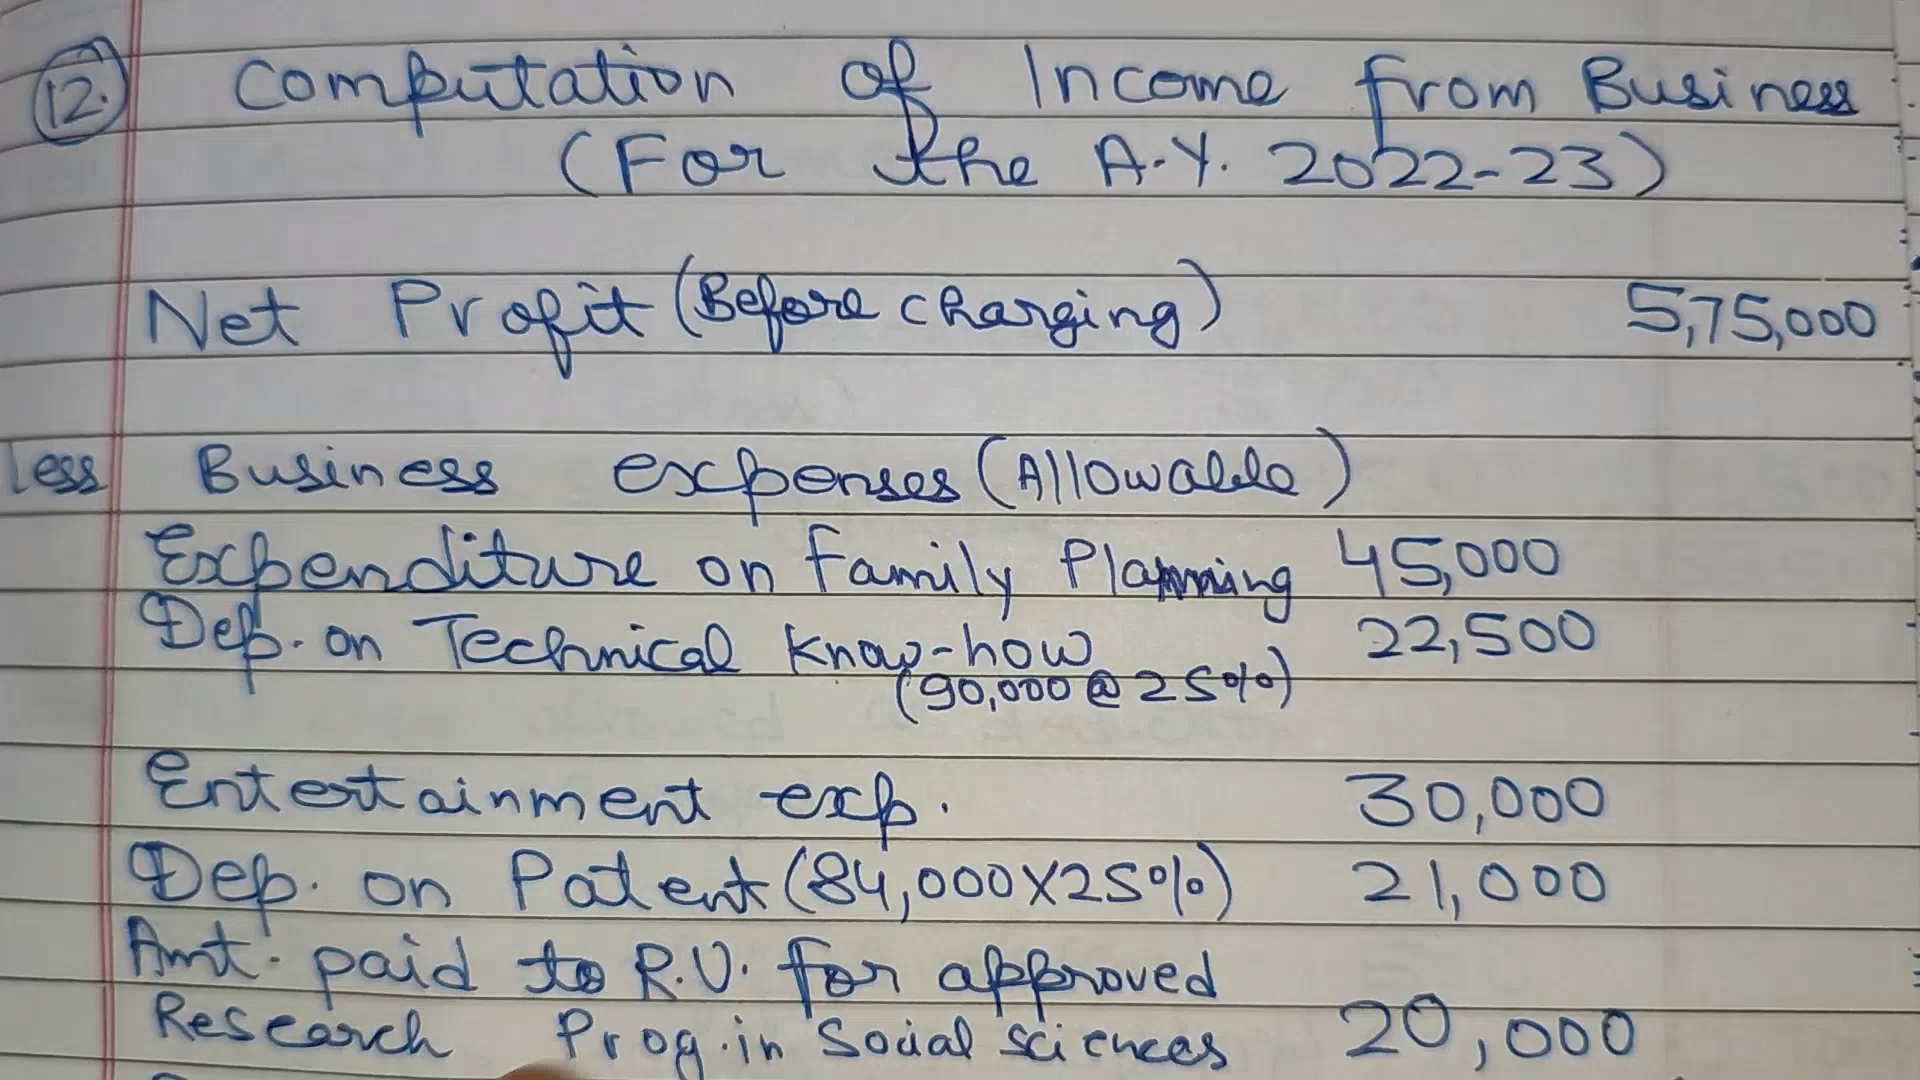 12. Computation of Income from Business
(For the A.Y. 2022-23)
Net Profit (Before charging) 5,75,000
less Business expenses (Allowable)
Expenditure on family Planning 45,000
Dep. on Technical Know-how 22,500
(90,000 @ 25%)
Entertainment exp. 30,000
Dep. on Patent (84,000X25%) 21,000
Amt. paid to R.U. for approved
Research Prog. in Social sciences 20,000